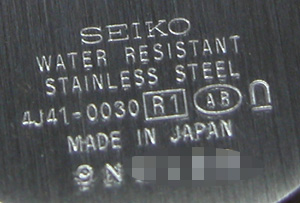 SEIKO
WATER RESISTANT
STAINLESS STEEL
4J41-0030 R1 AB
MADE IN JAPAN
N